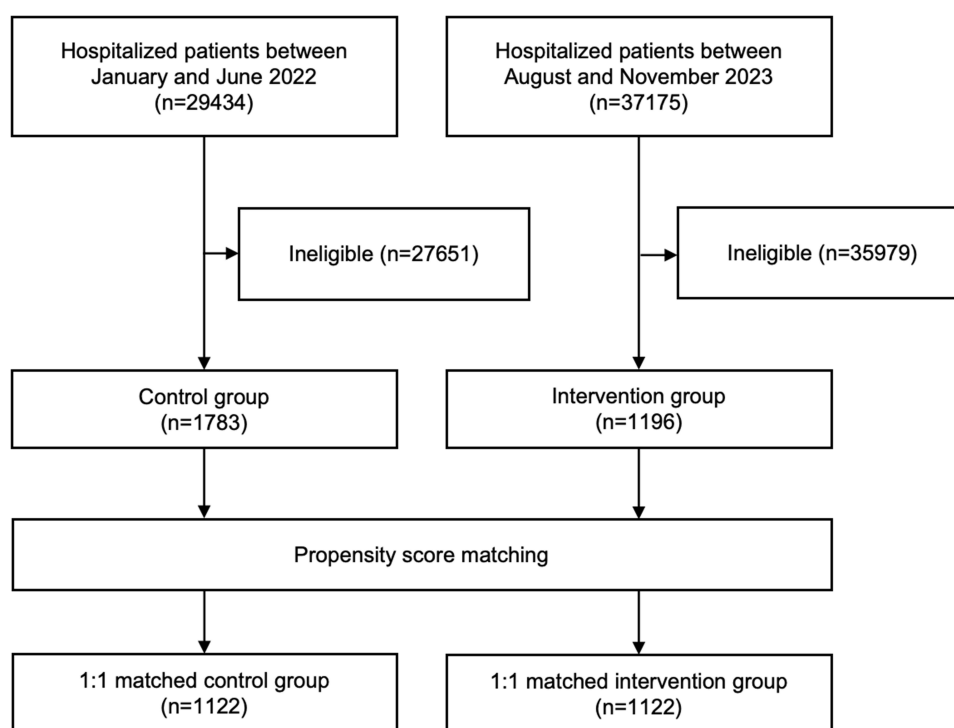 Hospitalized patients between
January and June 2022
(n=29434)
Hospitalized patients between
August and November 2023
(n=37175)
Ineligible (n=27651)
Ineligible (n=35979)
Control group
(n=1783)
Intervention group
(n=1196)
Propensity score matching
1:1 matched control group
(n=1122)
1:1 matched intervention group
(n=1122)